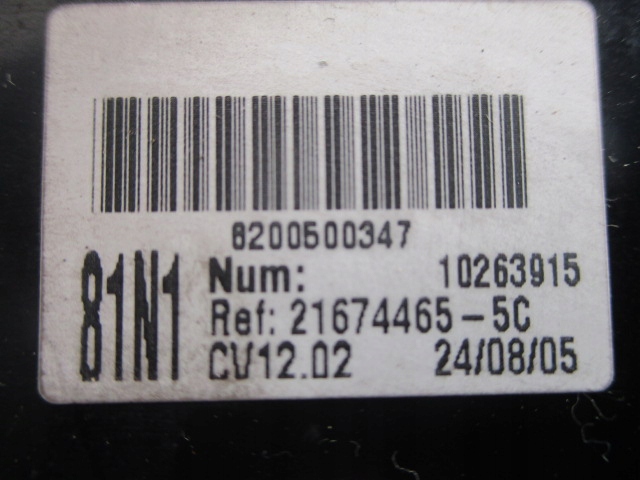 8200500347
81N1
Num: 10263915
Ref: 21674465-5C
CV12.02 24/08/05